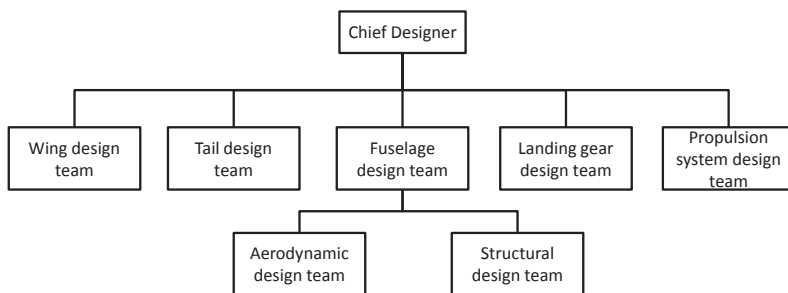 Chief Designer
Wing design
team
Tail design
team
Fuselage
design team
Landing gear
design team
Propulsion
system design
team
Aerodynamic
design team
Structural
design team